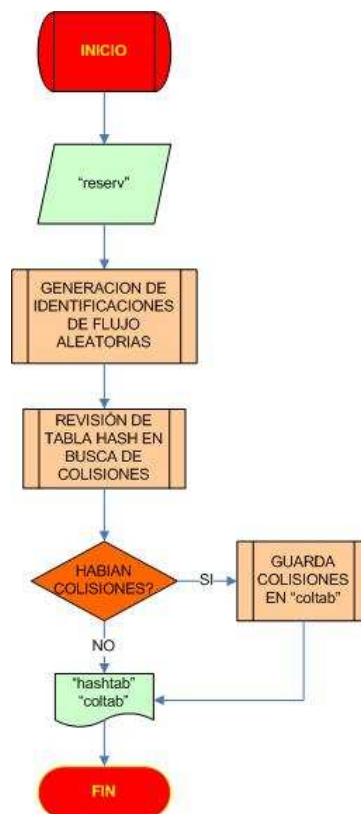 INICIO
"reserv"
GENERACION DE
IDENTIFICACIONES
DE FLUJO
ALEATORIAS
REVISIÓN DE
TABLA HASH EN
BUSCA DE
COLISIONES
HABIAN
COLISIONES?
SI
GUARDA
COLISIONES
EN "coltab"
NO
"hashtab"
"coltab"
FIN